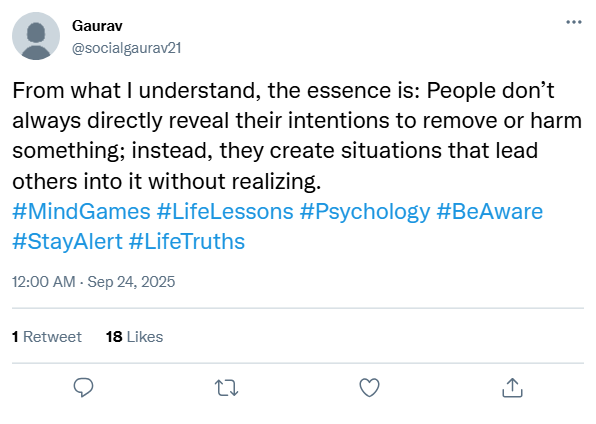 Gaurav
@socialgaurav21
From what I understand, the essence is: People don’t
always directly reveal their intentions to remove or harm
something; instead, they create situations that lead
others into it without realizing.
#MindGames #LifeLessons #Psychology #BeAware
#StayAlert #LifeTruths
12:00 AM · Sep 24, 2025
1 Retweet 18 Likes